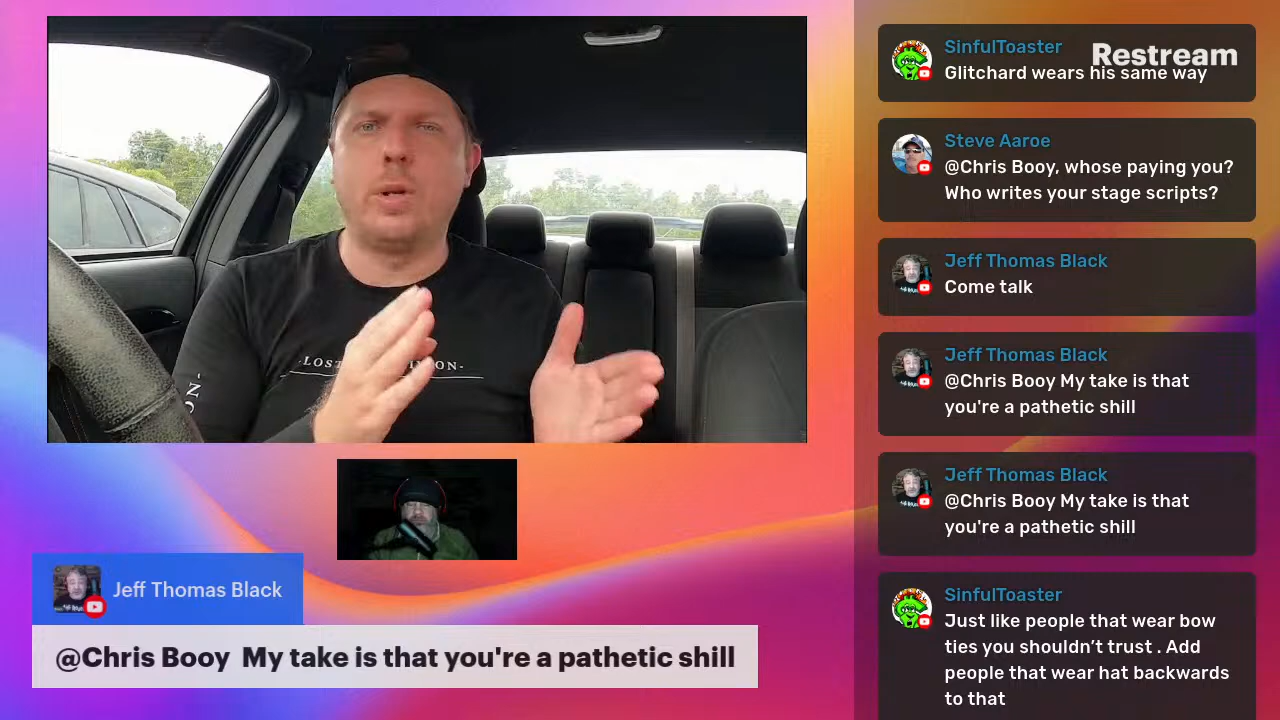 -LOST
ON-
Jeff Thomas Black
@Chris Booy My take is that you're a pathetic shill
Restream
SinfulToaster
Glitchard wears his same way
Steve Aaroe
@Chris Booy, whose paying you?
Who writes your stage scripts?
Jeff Thomas Black
Come talk
Jeff Thomas Black
@Chris Booy My take is that
you're a pathetic shill
Jeff Thomas Black
@Chris Booy My take is that
you're a pathetic shill
SinfulToaster
Just like people that wear bow
ties you shouldn’t trust . Add
people that wear hat backwards
to that